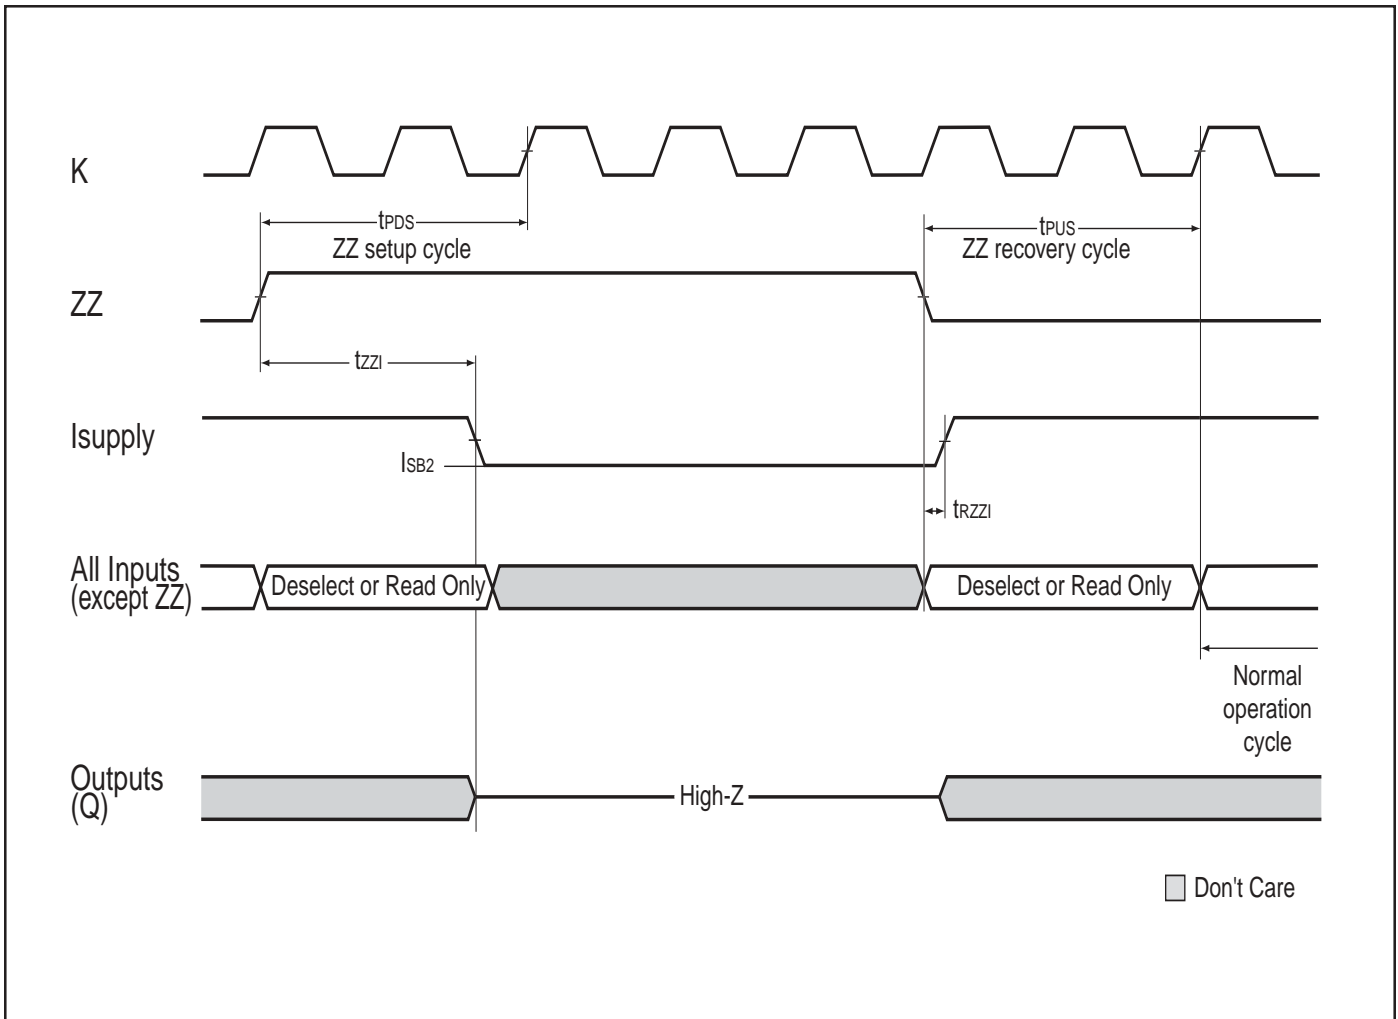 K
tPDS
ZZ setup cycle
tPUS
ZZ recovery cycle
ZZ
tZZI
Isupply
ISB2
tRZZI
All Inputs
(except ZZ)
Deselect or Read Only
Deselect or Read Only
Normal
operation
cycle
Outputs
(Q)
High-Z
Don't Care